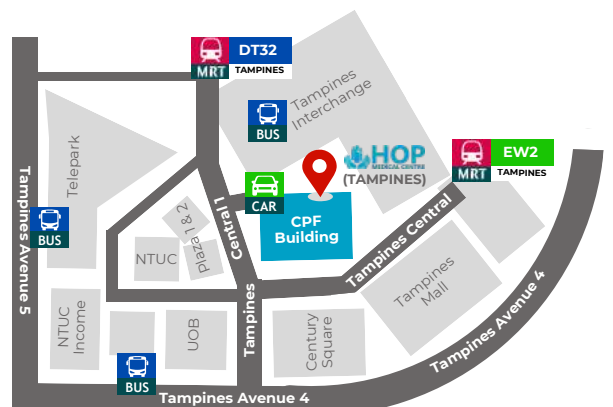 DT32
MRT
TAMPINES
Tampines
Interchange
BUS
HOP
MEDICAL CENTRE
(TAMPINES)
EW2
MRT
TAMPINES
Telepark
CAR
CPF
Building
Tampines Avenue 5
BUS
Plaza 1 & 2
NTUC
Central 1
Tampines
Tampines Central
NTUC
Income
UOB
Century
Square
Tampines
Mall
Tampines Avenue 4
BUS
Tampines Avenue 4